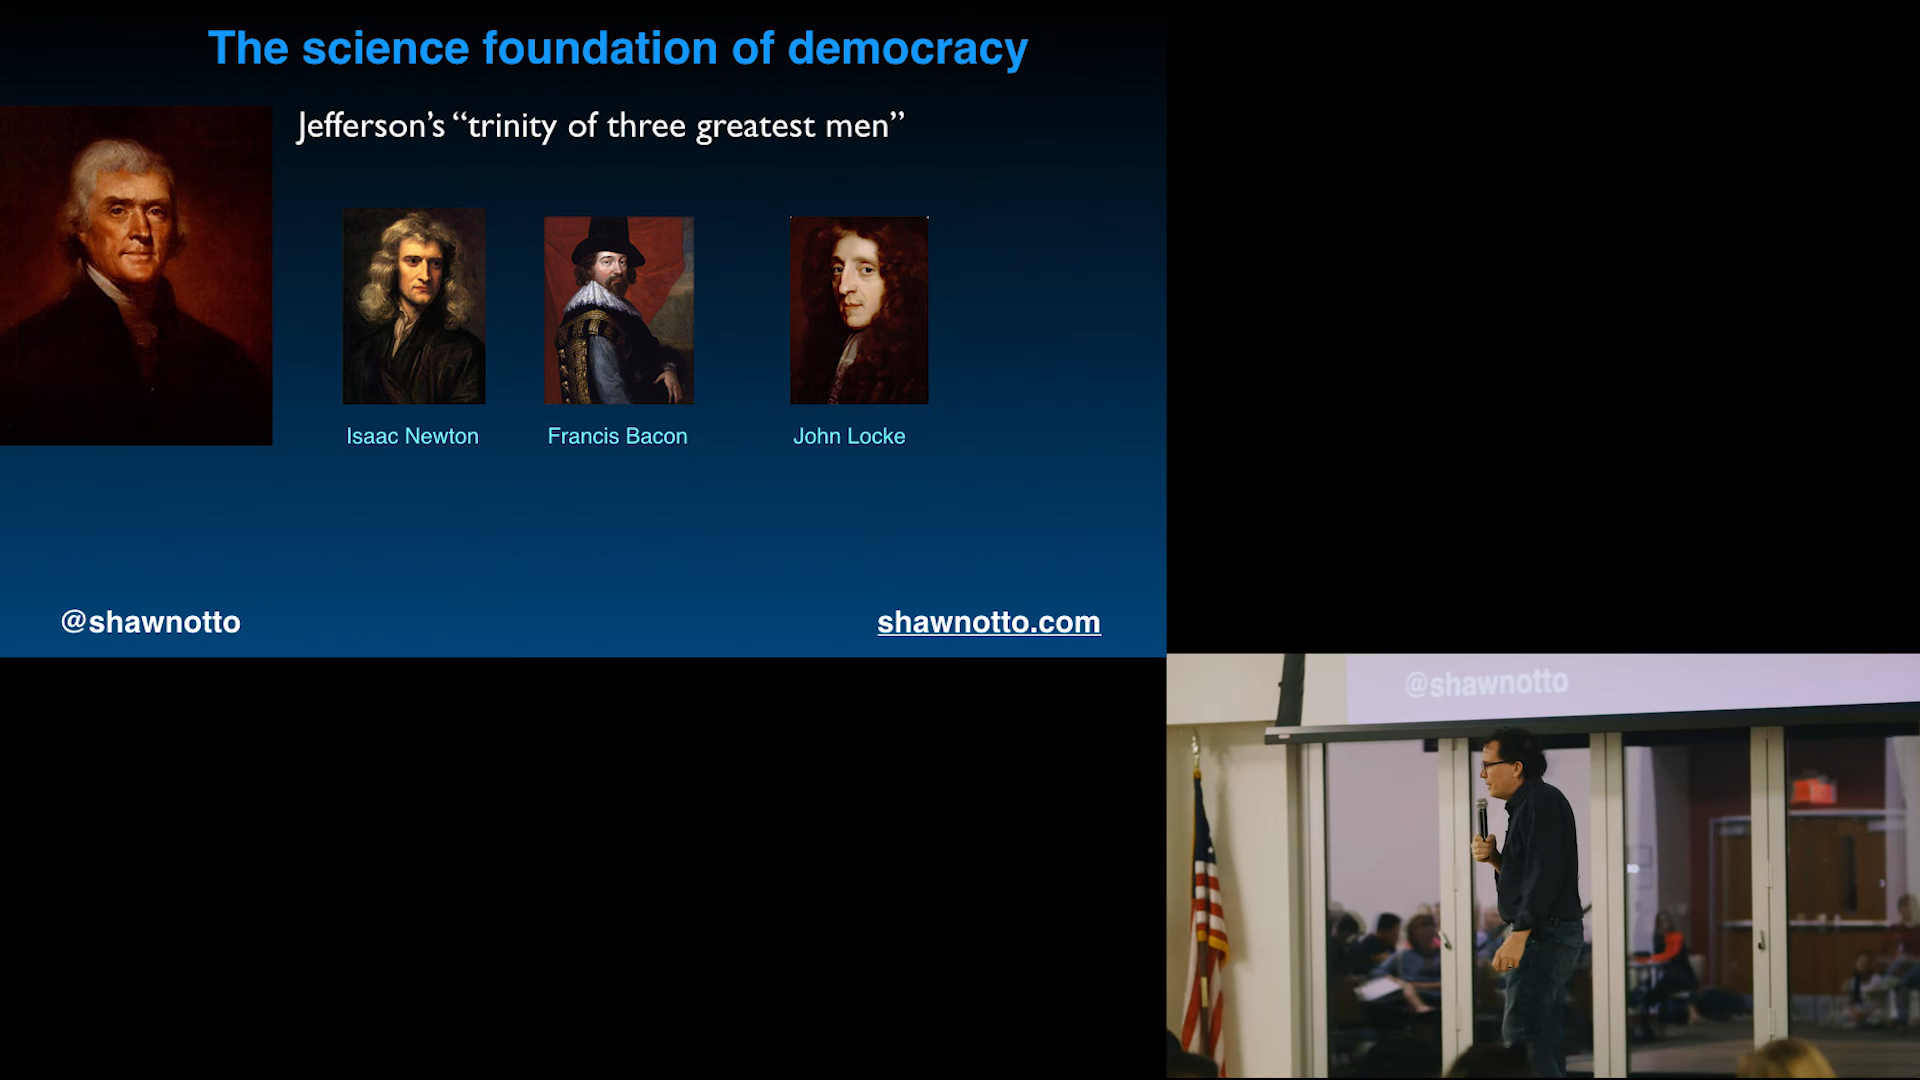 The science foundation of democracy
Jefferson’s “trinity of three greatest men”
Isaac Newton
Francis Bacon
John Locke
@shawnotto
shawnotto.com
@shawnotto